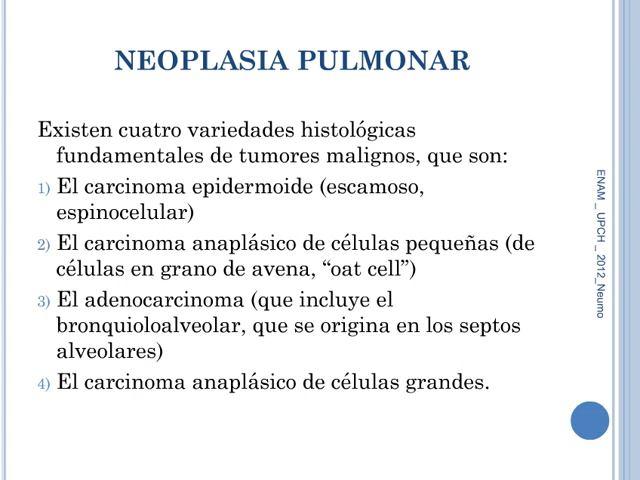 NEOPLASIA PULMONAR
Existen cuatro variedades histológicas
fundamentales de tumores malignos, que son:
1) El carcinoma epidermoide (escamoso,
espinocelular)
2) El carcinoma anaplásico de células pequeñas (de
células en grano de avena, “oat cell”)
3) El adenocarcinoma (que incluye el
bronquioloalveolar, que se origina en los septos
alveolares)
4) El carcinoma anaplásico de células grandes.
ENAM _ UPCH _ 2012_Neumo